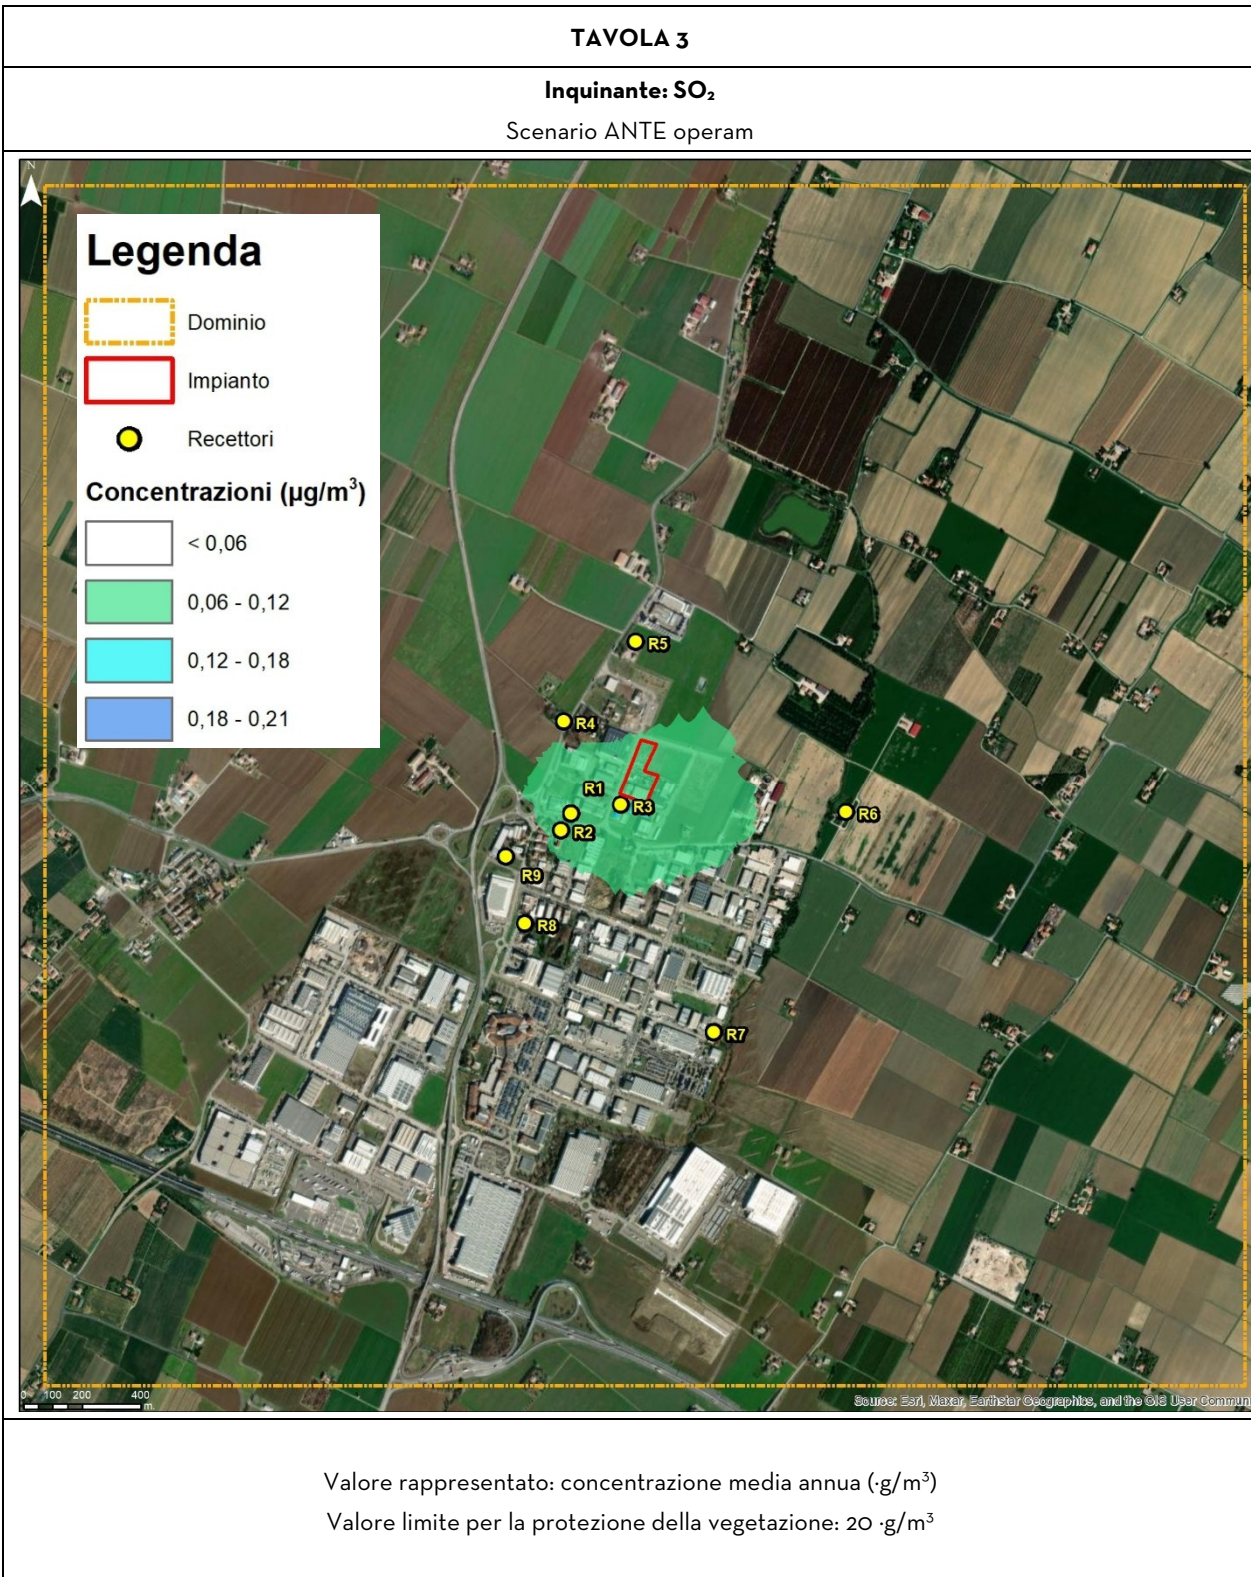 TAVOLA 3
Inquinante: SO₂
Scenario ANTE operam
N
Legenda
Dominio
Impianto
Recettori
Concentrazioni (µg/m³)
< 0,06
0,06 - 0,12
0,12 - 0,18
0,18 - 0,21
R5
R4
R1
R3
R6
R2
R9
R8
R7
0 100 200 400
m.
Source: Esri, Maxar, Earthstar Geographics, and the GIS User Commun
Valore rappresentato: concentrazione media annua (·g/m³)
Valore limite per la protezione della vegetazione: 20 ·g/m³